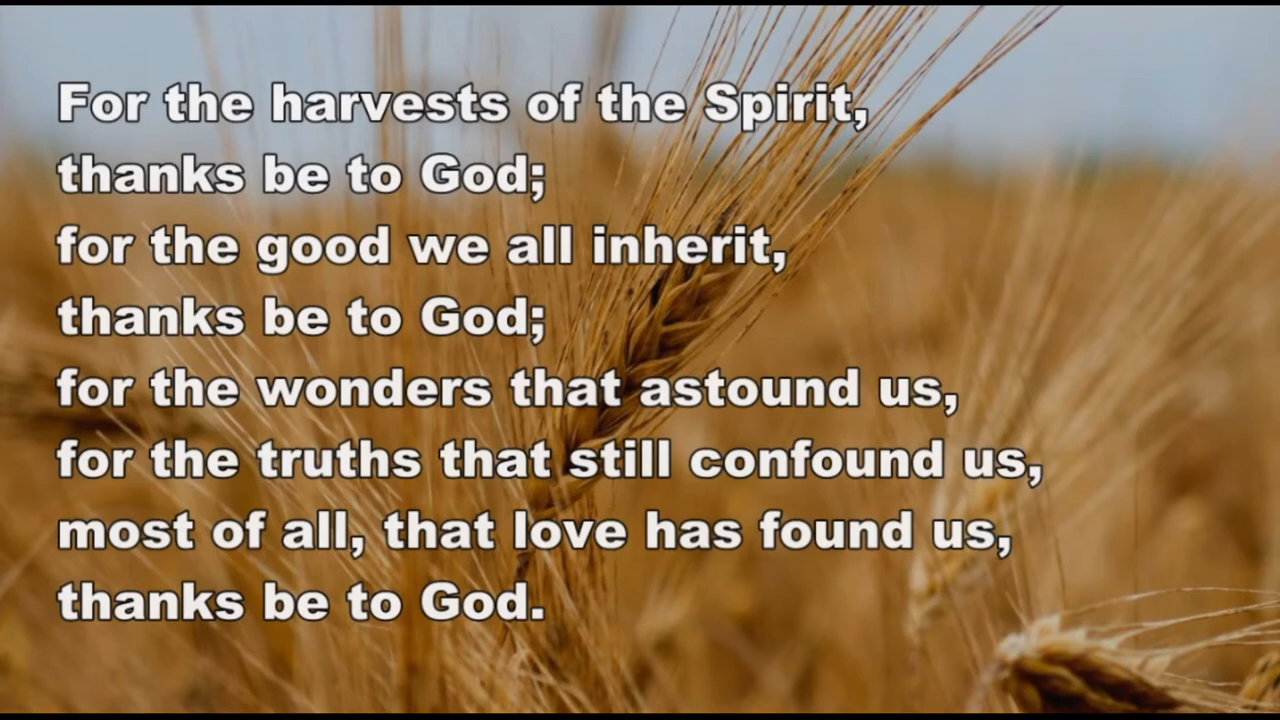 For the harvests of the Spirit,
thanks be to God;
for the good we all inherit,
thanks be to God;
for the wonders that astound us,
for the truths that still confound us,
most of all, that love has found us,
thanks be to God.